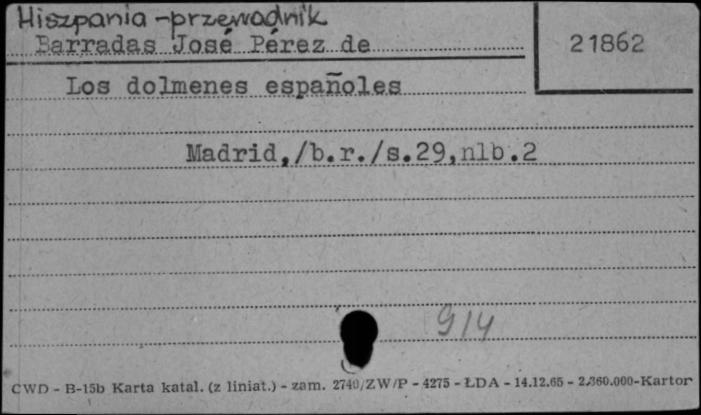 Hiszpania - przewodnik
Barradas José Pérez de
21862
Los dolmenes españoles
Madrid,/b.r./s.29,nlb.2
914
CWD - B-15b Karta katal. (z liniat.) - zam. 2740/ZW/P - 4275 - ŁDA - 14.12.65 - 2.360.000-Kartor